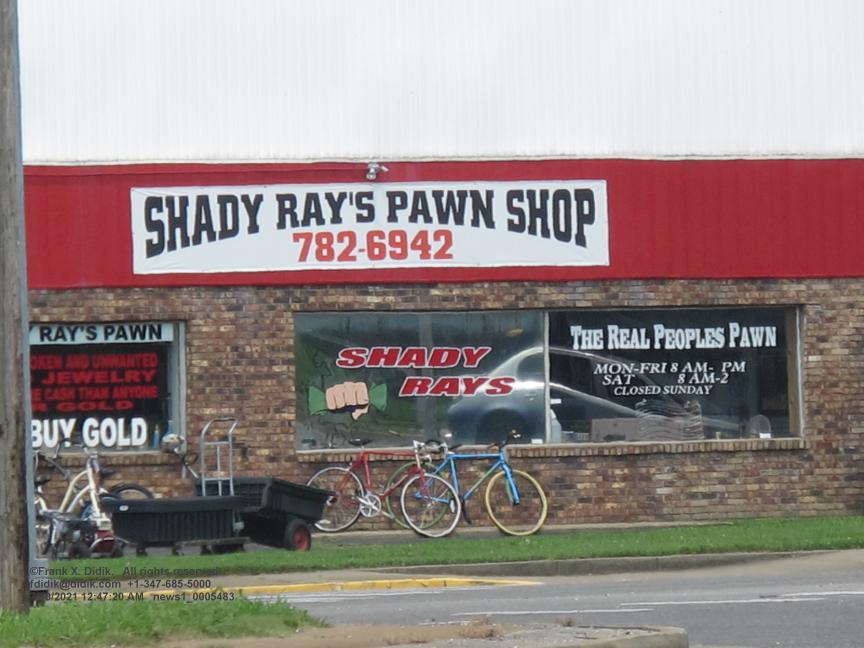 SHADY RAY'S PAWN SHOP
782-6942
RAY'S PAWN
OKEN AND UNWANTED
JEWELRY
E CASH THAN ANYONE
R GOLD
BUY GOLD
SHADY
RAYS
THE REAL PEOPLES PAWN
MON-FRI 8 AM- PM
SAT 8 AM-2
CLOSED SUNDAY
©Frank X. Didik. All rights reserved.
fdidik@didik.com +1-347-685-5000
/2021 12:47:20 AM news1_0005483